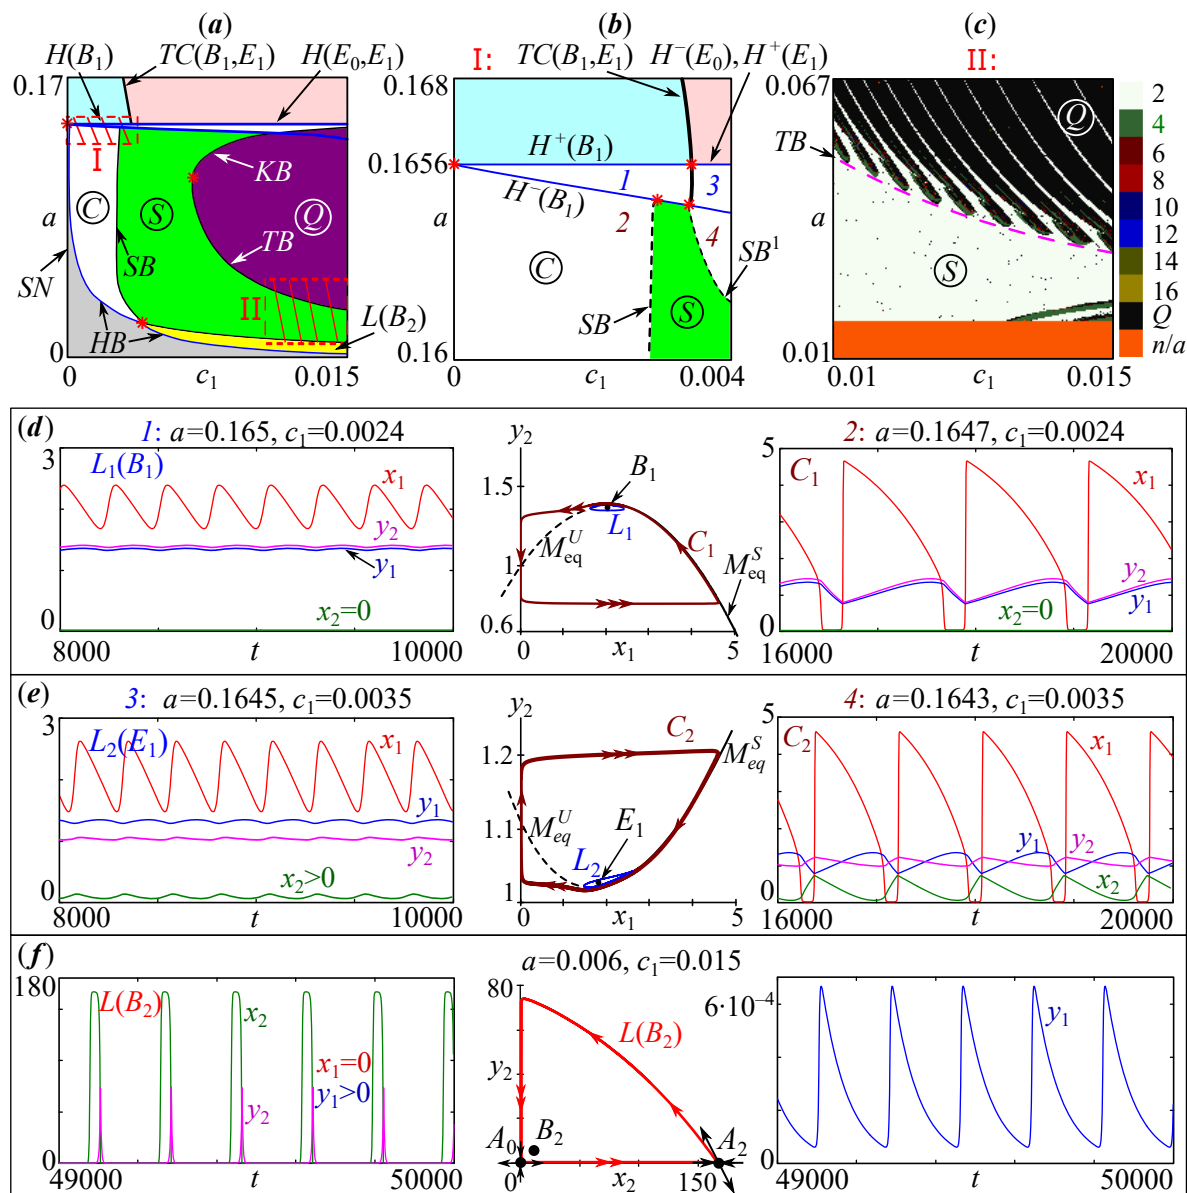 (a)
(b)
(c)
H(B₁) TC(B₁,E₁) H(E₀,E₁)
I: TC(B₁,E₁) H⁻(E₀), H⁺(E₁)
II:
0.17
I
KB
a
C
S
Q
SN
SB
TB
II
L(B₂)
HB
0
0 c₁ 0.015
0.168
0.1656
H⁺(B₁)
1
3
H⁻(B₁)
2
4
a
C
SB¹
SB
S
0.16
0 c₁ 0.004
0.067
Q
TB
a
S
0.01
0.01 c₁ 0.015
2
4
6
8
10
12
14
16
Q
n/a
(d)
1: a=0.165, c₁=0.0024
3
L₁(B₁)
x₁
y₂
y₁
x₂=0
0
8000 t 10000
y₂
1.5
B₁
L₁
M_eq^U
C₁
1
M_eq^S
0.6
0 x₁ 5
2: a=0.1647, c₁=0.0024
5
C₁
x₁
y₂
y₁
x₂=0
0
16000 t 20000
(e)
3: a=0.1645, c₁=0.0035
3
L₂(E₁)
x₁
y₁
y₂
x₂>0
0
8000 t 10000
y₂
C₂
1.2
M_eq^S
1.1
M_eq^U
E₁
L₂
1
0 x₁ 5
4: a=0.1643, c₁=0.0035
5
C₂
x₁
y₁
y₂
x₂
0
16000 t 20000
(f)
a=0.006, c₁=0.015
180
L(B₂)
x₂
x₁=0
y₁>0
y₂
0
49000 t 50000
80
L(B₂)
y₂
A₀
B₂
A₂
0
0 x₂ 150
6·10⁻⁴
y₁
0
49000 t 50000